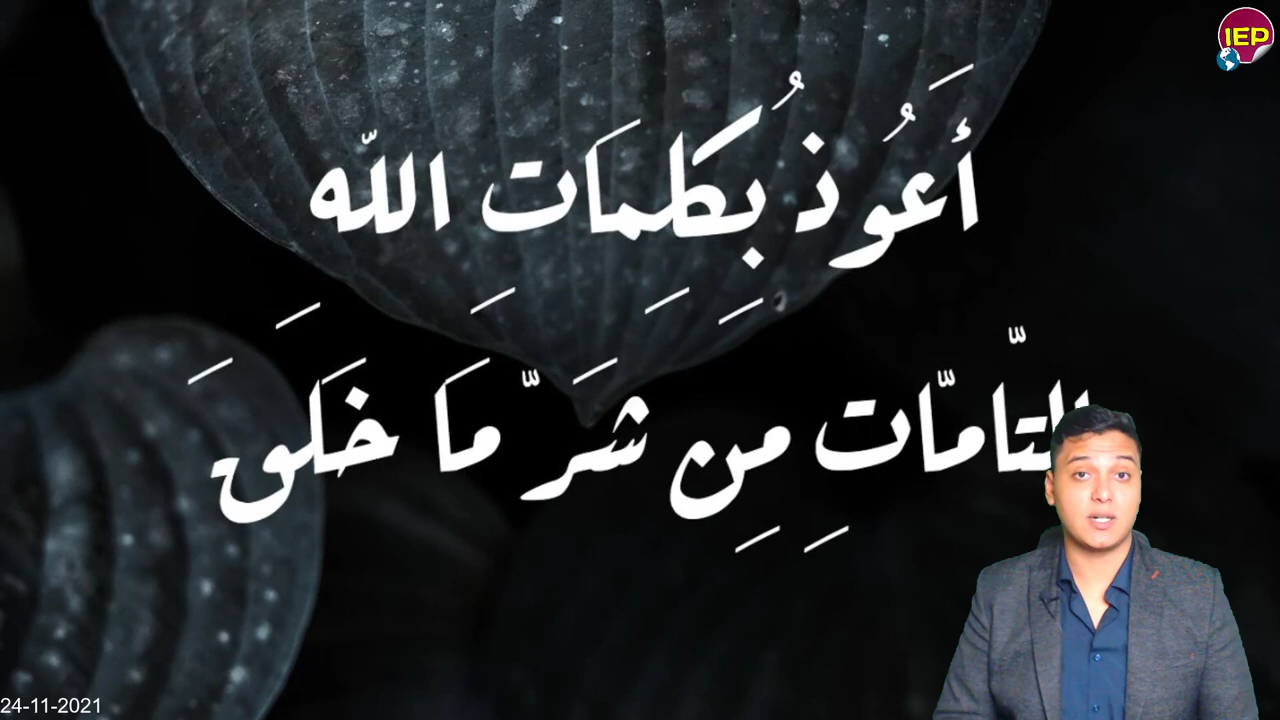 IEP
أَعُوذُ بِكَلِمَاتِ اللّه
التّامّاتِ مِن شَرّ مَا خَلَقَ
24-11-2021